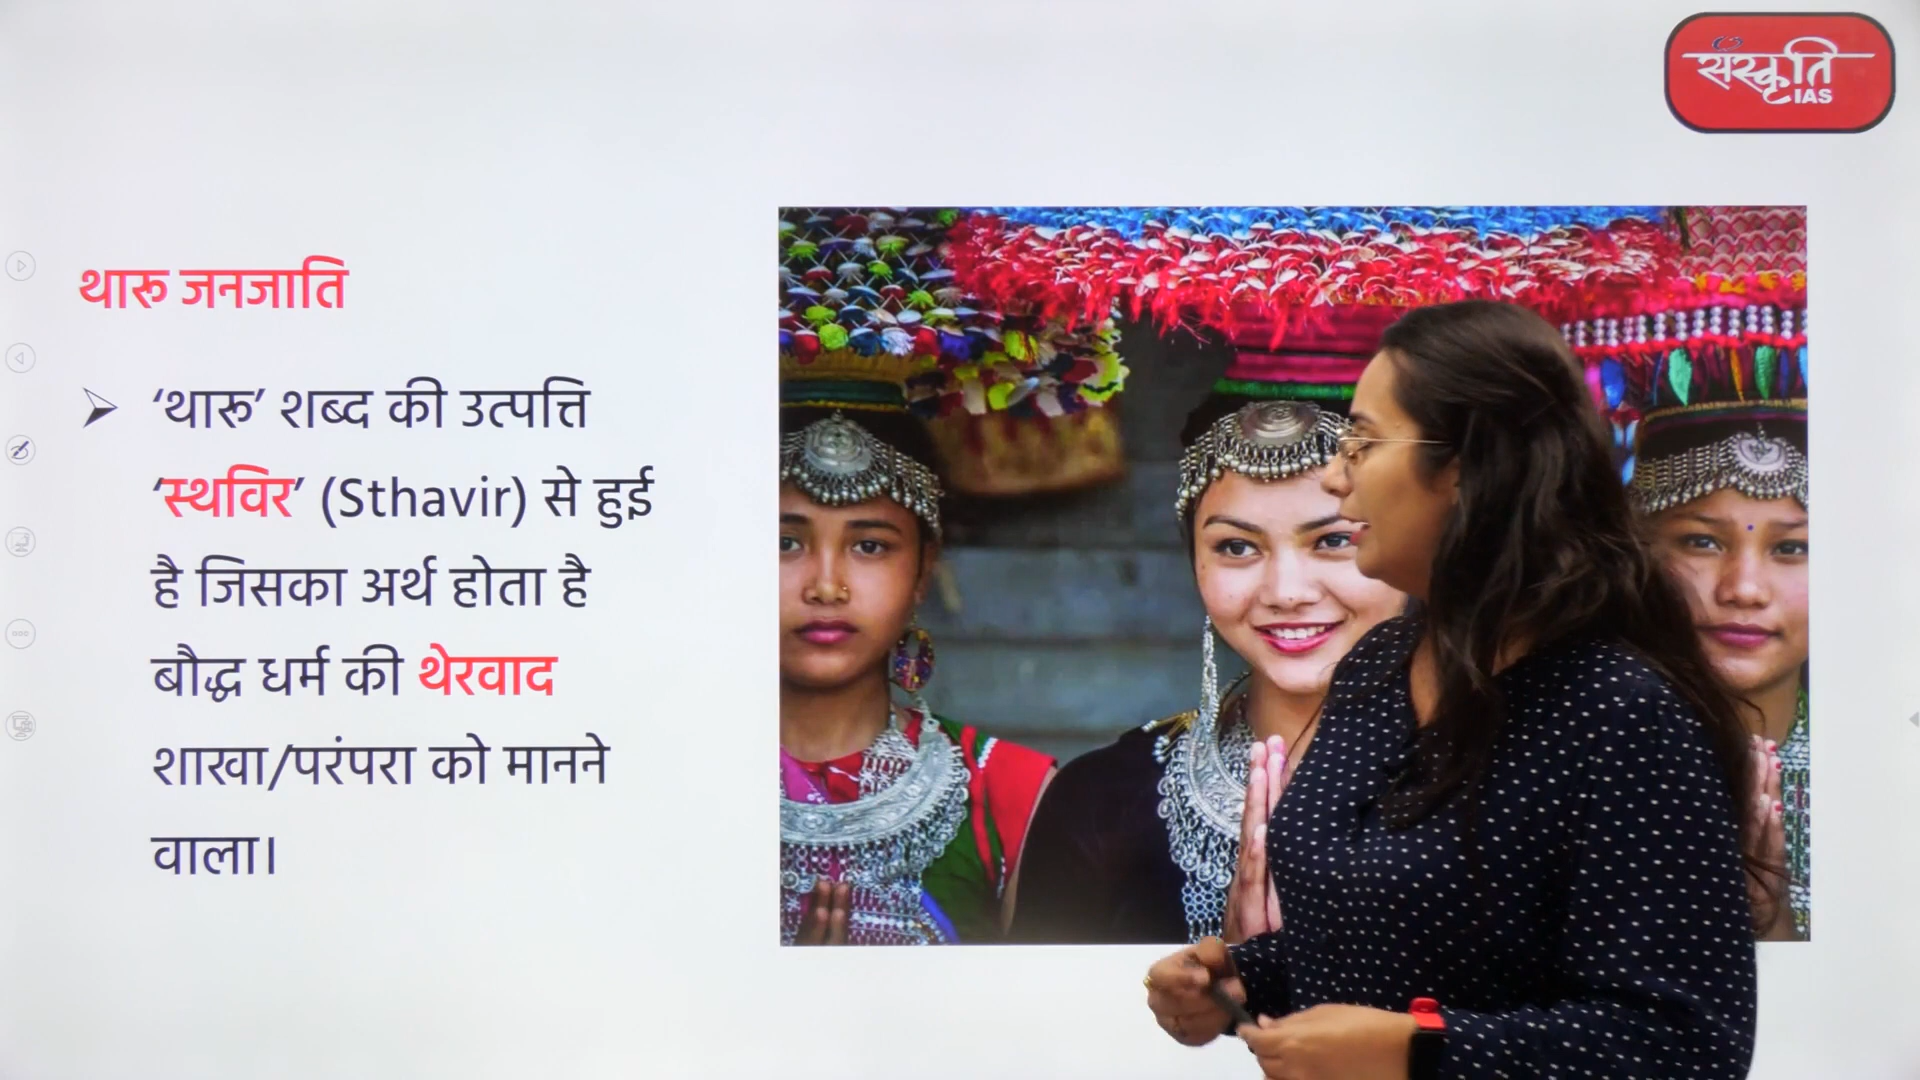 संस्कृति
IAS
थारू जनजाति
‘थारू’ शब्द की उत्पत्ति
‘स्थविर’ (Sthavir) से हुई
है जिसका अर्थ होता है
बौद्ध धर्म की थेरवाद
शाखा/परंपरा को मानने
वाला।